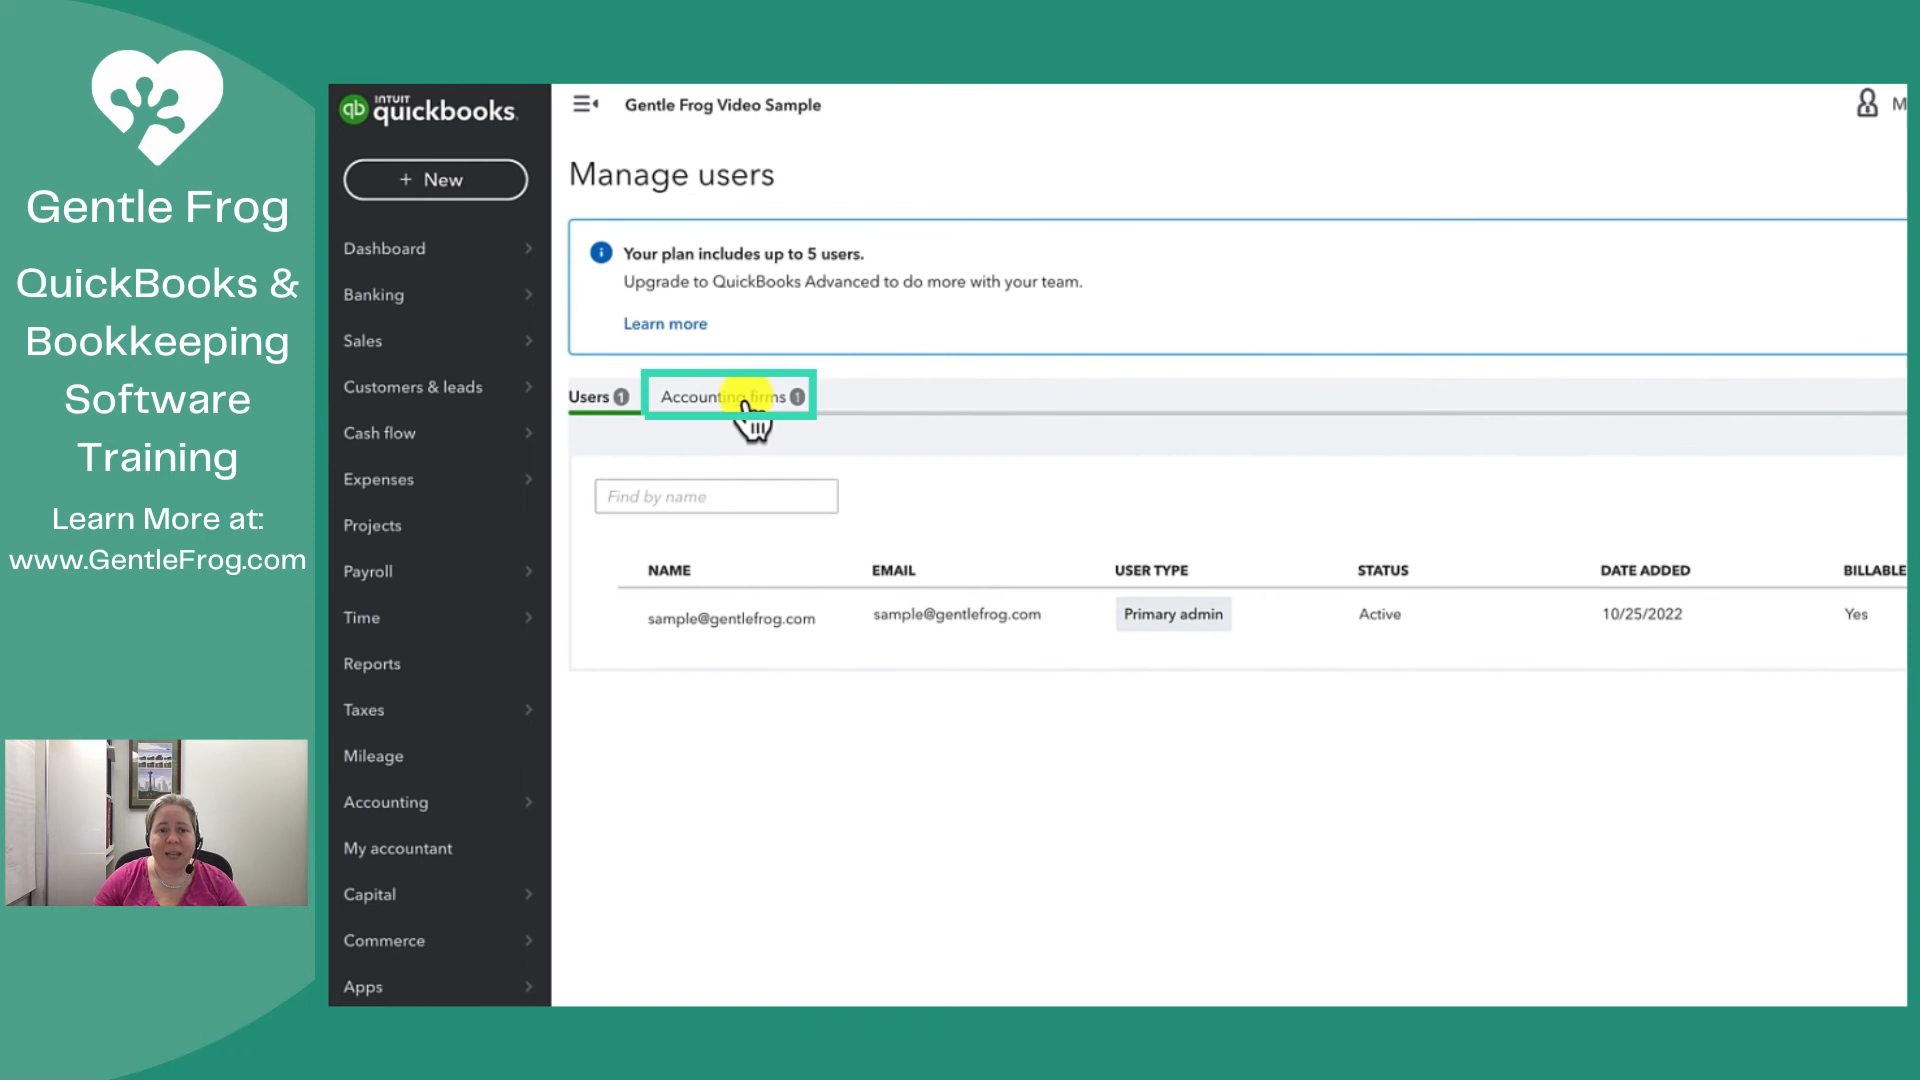 Gentle Frog
QuickBooks &
Bookkeeping
Software
Training
Learn More at:
www.GentleFrog.com
INTUIT
qb quickbooks.
+ New
Dashboard
Banking
Sales
Customers & leads
Cash flow
Expenses
Projects
Payroll
Time
Reports
Taxes
Mileage
Accounting
My accountant
Capital
Commerce
Apps
Gentle Frog Video Sample
M
Manage users
Your plan includes up to 5 users.
Upgrade to QuickBooks Advanced to do more with your team.
Learn more
Users 1 Accounting firms 1
Find by name
NAME EMAIL USER TYPE STATUS DATE ADDED BILLABLE
sample@gentlefrog.com sample@gentlefrog.com Primary admin Active 10/25/2022 Yes